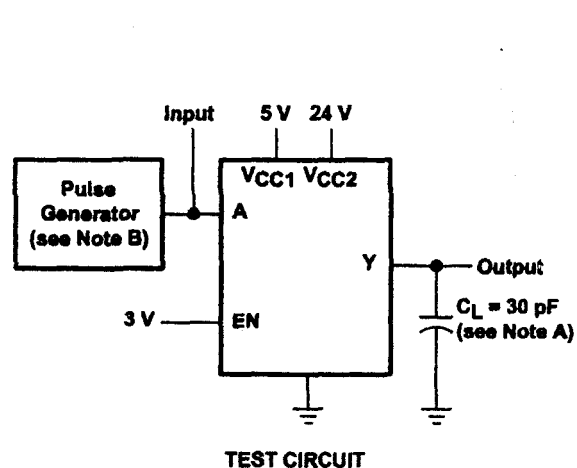 Input
5 V 24 V
VCC1 VCC2
Pulse
Generator
(see Note B)
A
Y
Output
CL = 30 pF
(see Note A)
3 V
EN
TEST CIRCUIT